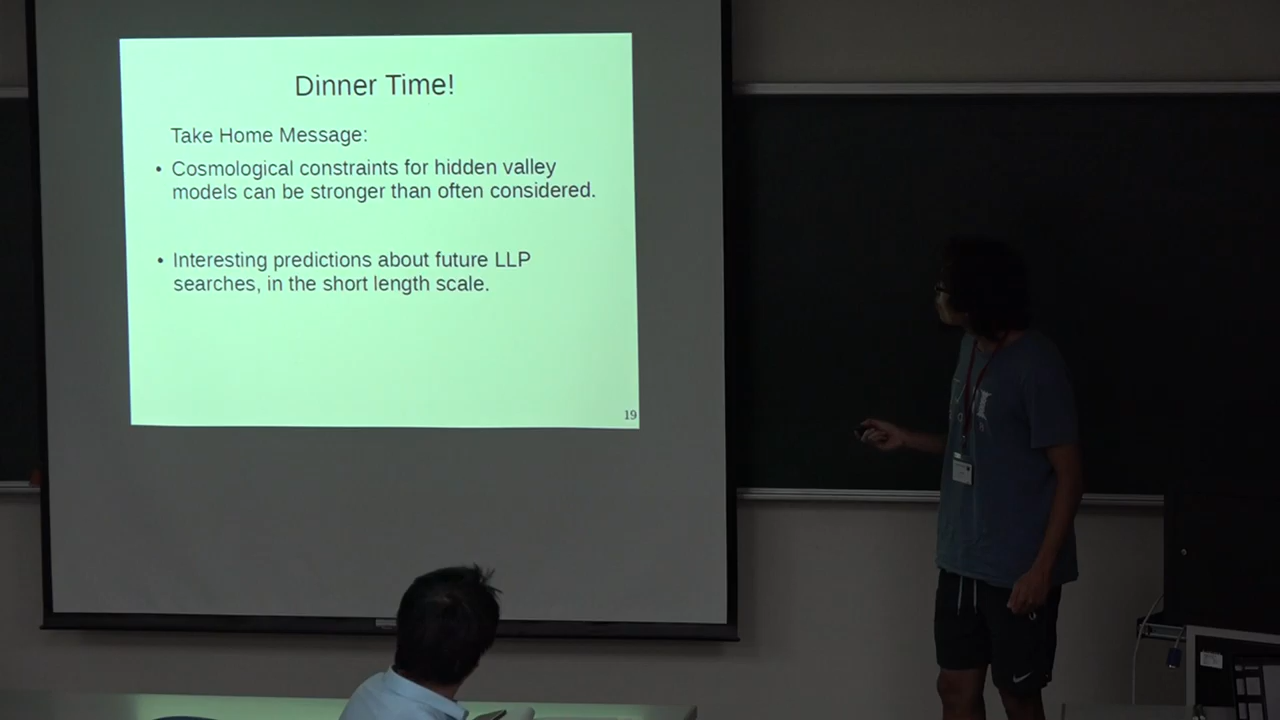 Dinner Time!
Take Home Message:
• Cosmological constraints for hidden valley
models can be stronger than often considered.
• Interesting predictions about future LLP
searches, in the short length scale.
19